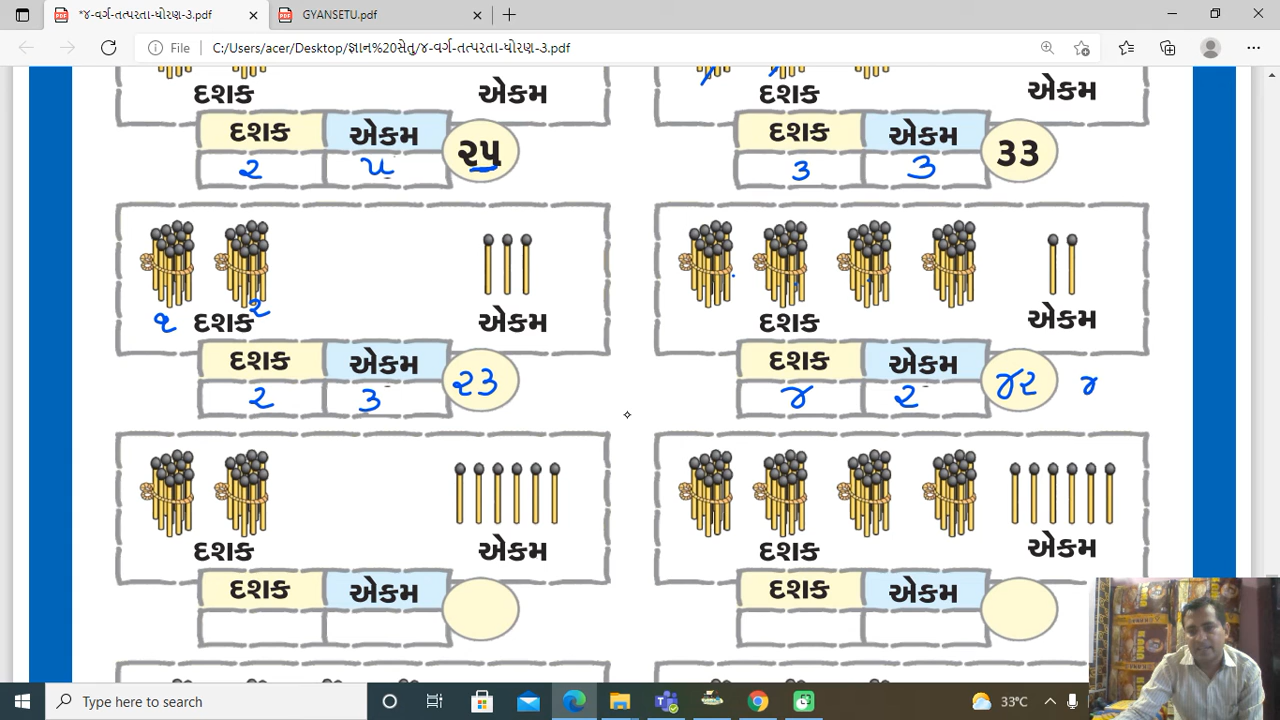 *૪-વર્ગ-તત્પરતા-ધોરણ-3.pdf
GYANSETU.pdf
File C:/Users/acer/Desktop/જ્ઞાન%20સેતુ/૪-વર્ગ-તત્પરતા-ધોરણ-3.pdf
દશક એકમ દશક એકમ
દશક એકમ ૨૫ દશક એકમ 33
૨ ૫ ૩ ૩
૧ દશક ૨ એકમ દશક એકમ
દશક એકમ ૨૩ દશક એકમ ૪૨ ૪
૨ ૩ ૪ ૨
દશક એકમ દશક એકમ
દશક એકમ દશક એકમ
Type here to search
33°C